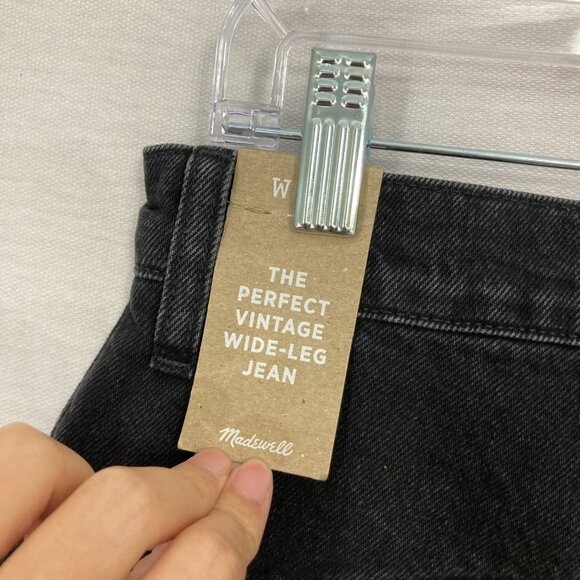 THE
PERFECT
VINTAGE
WIDE-LEG
JEAN
Madewell